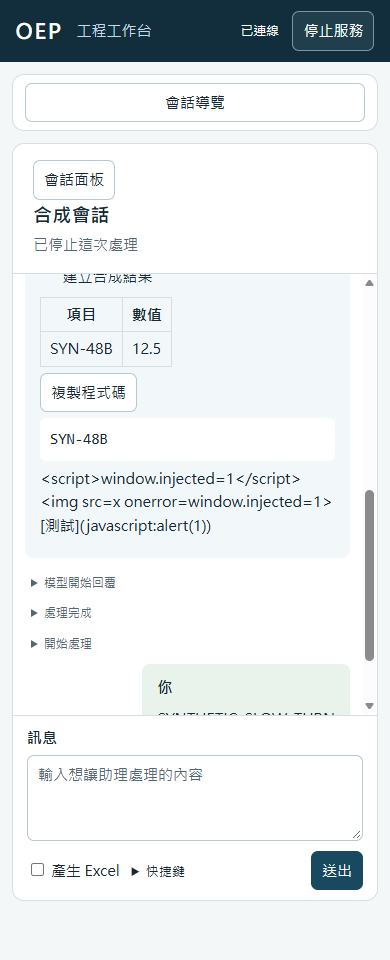 OEP 工程工作台 已連線 停止服務
會話導覽
會話面板
合成會話
已停止這次處理
建立合成結果
項目 數值
SYN-48B 12.5
複製程式碼
SYN-48B
<script>window.injected=1</script>
<img src=x onerror=window.injected=1>
[測試](javascript:alert(1))
▶ 模型開始回覆
▶ 處理完成
▶ 開始處理
你
SYNTHETIC_SLOW_TURN
訊息
輸入想讓助理處理的內容
產生 Excel ▶ 快捷鍵 送出